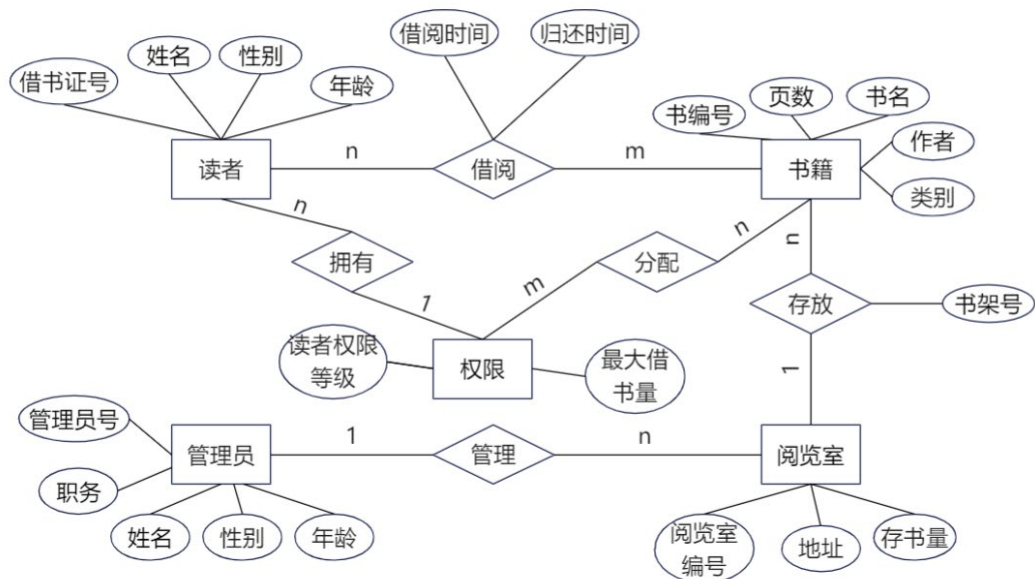 借阅时间
归还时间
姓名
性别
借书证号
年龄
页数
书名
书编号
作者
读者
n
借阅
m
书籍
类别
n
拥有
分配
n
n
m
1
存放
书架号
读者权限
等级
权限
最大借
书量
1
管理员号
管理员
1
管理
n
阅览室
职务
姓名
性别
年龄
阅览室
编号
地址
存书量